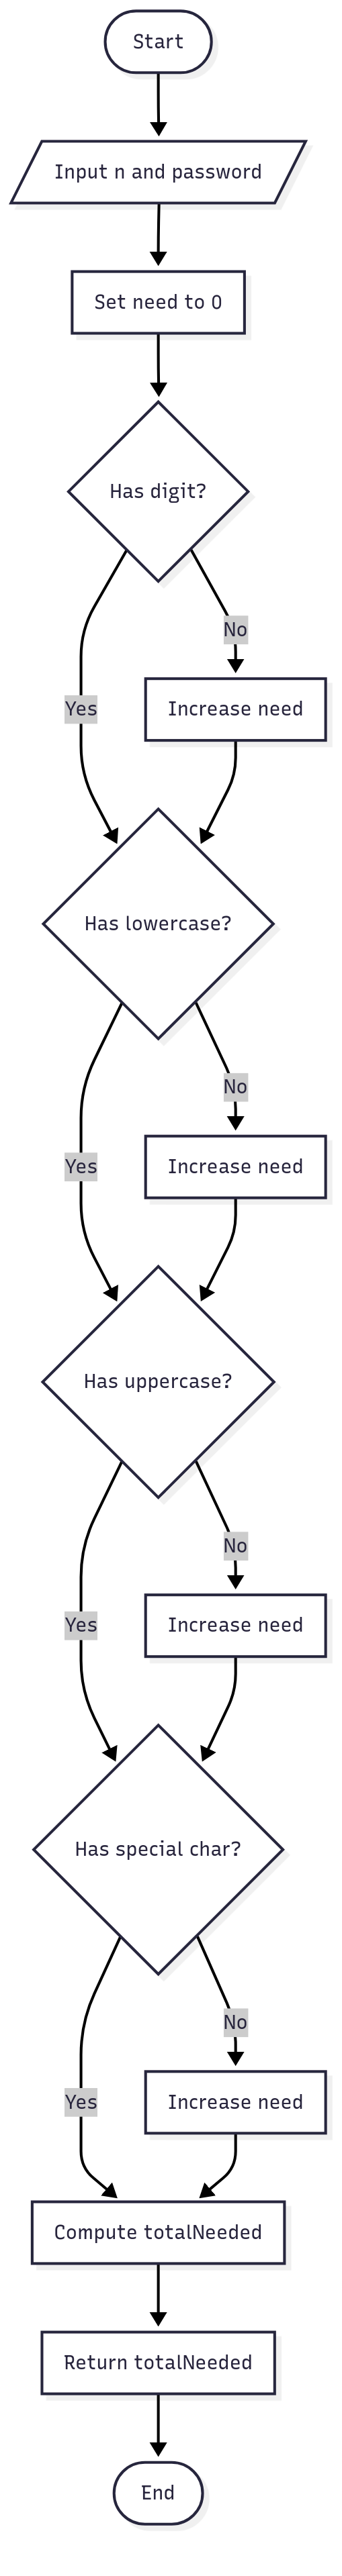 Start
Input n and password
Set need to 0
Has digit?
No
Yes
Increase need
Has lowercase?
No
Yes
Increase need
Has uppercase?
No
Yes
Increase need
Has special char?
No
Yes
Increase need
Compute totalNeeded
Return totalNeeded
End